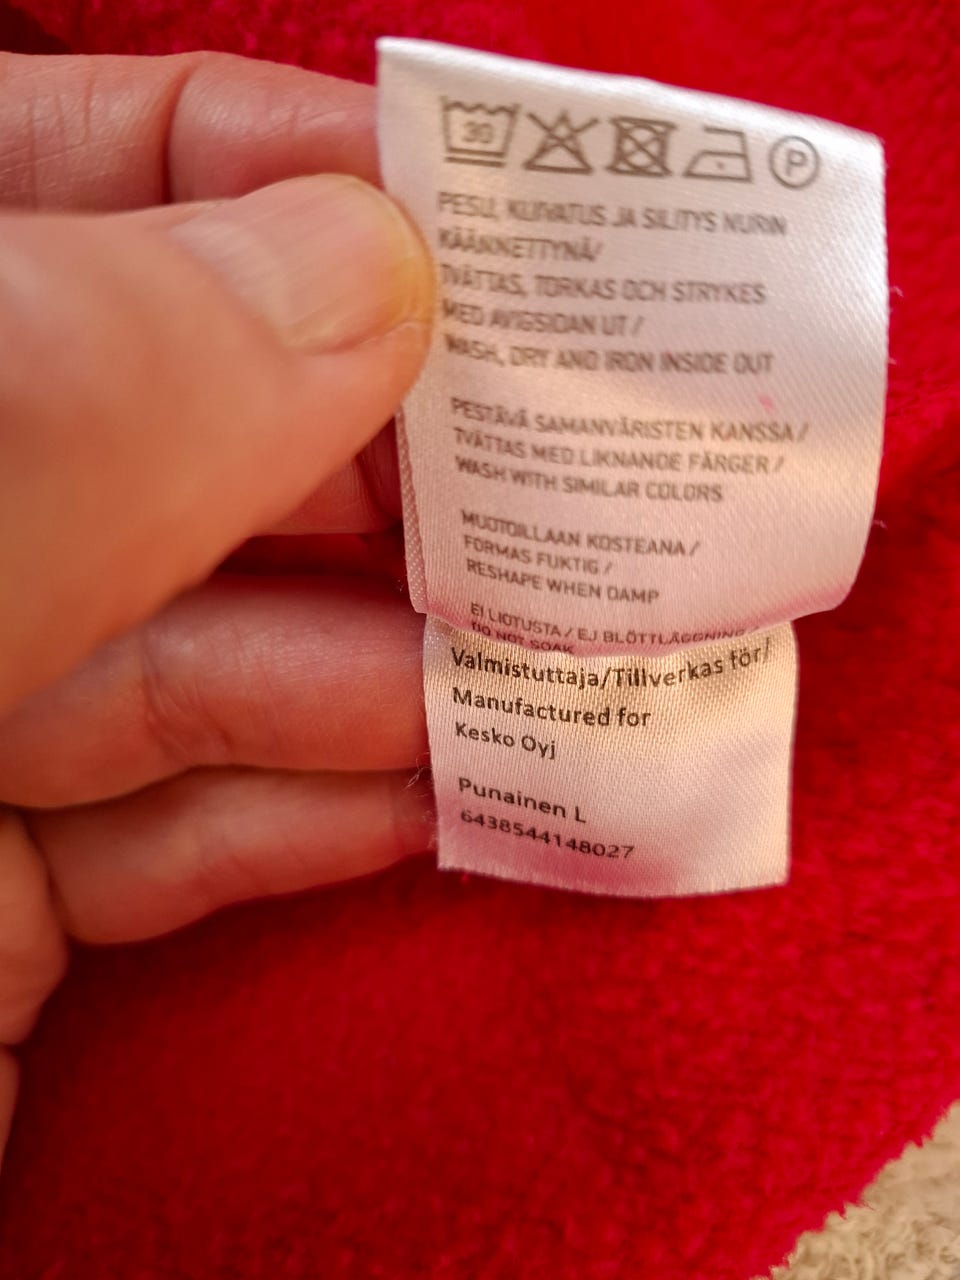 30
P
PESU, KUIVATUS JA SILITYS NURIN
KÄÄNNETTYNÄ/
TVÄTTAS, TORKAS OCH STRYKES
MED AVIGSIDAN UT /
WASH, DRY AND IRON INSIDE OUT
PESTÄVÄ SAMANVÄRISTEN KANSSA /
TVÄTTAS MED LIKNANDE FÄRGER /
WASH WITH SIMILAR COLORS
MUOTOILLAAN KOSTEANA /
FORMAS FUKTIG /
RESHAPE WHEN DAMP
EI LIOTUSTA / EJ BLÖTTLÄGGNING /
DO NOT SOAK
Valmistuttaja/Tillverkas för/
Manufactured for
Kesko Oyj
Punainen L
6438544148027